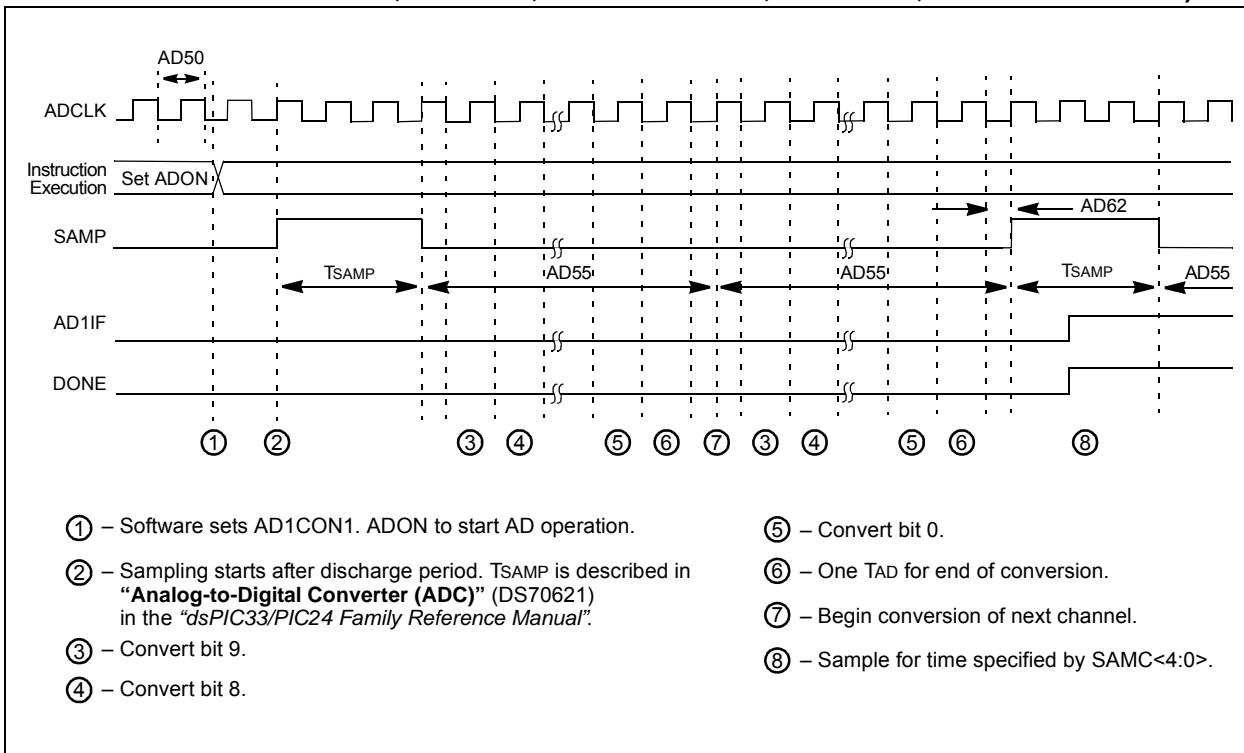 AD50
ADCLK
Instruction
Execution
Set ADON
AD62
SAMP
TSAMP
AD55
AD55
TSAMP
AD55
AD1IF
DONE
1 2 3 4 5 6 7 3 4 5 6 8
1 – Software sets AD1CON1. ADON to start AD operation.
2 – Sampling starts after discharge period. TSAMP is described in
“Analog-to-Digital Converter (ADC)” (DS70621)
in the “dsPIC33/PIC24 Family Reference Manual”.
3 – Convert bit 9.
4 – Convert bit 8.
5 – Convert bit 0.
6 – One TAD for end of conversion.
7 – Begin conversion of next channel.
8 – Sample for time specified by SAMC<4:0>.